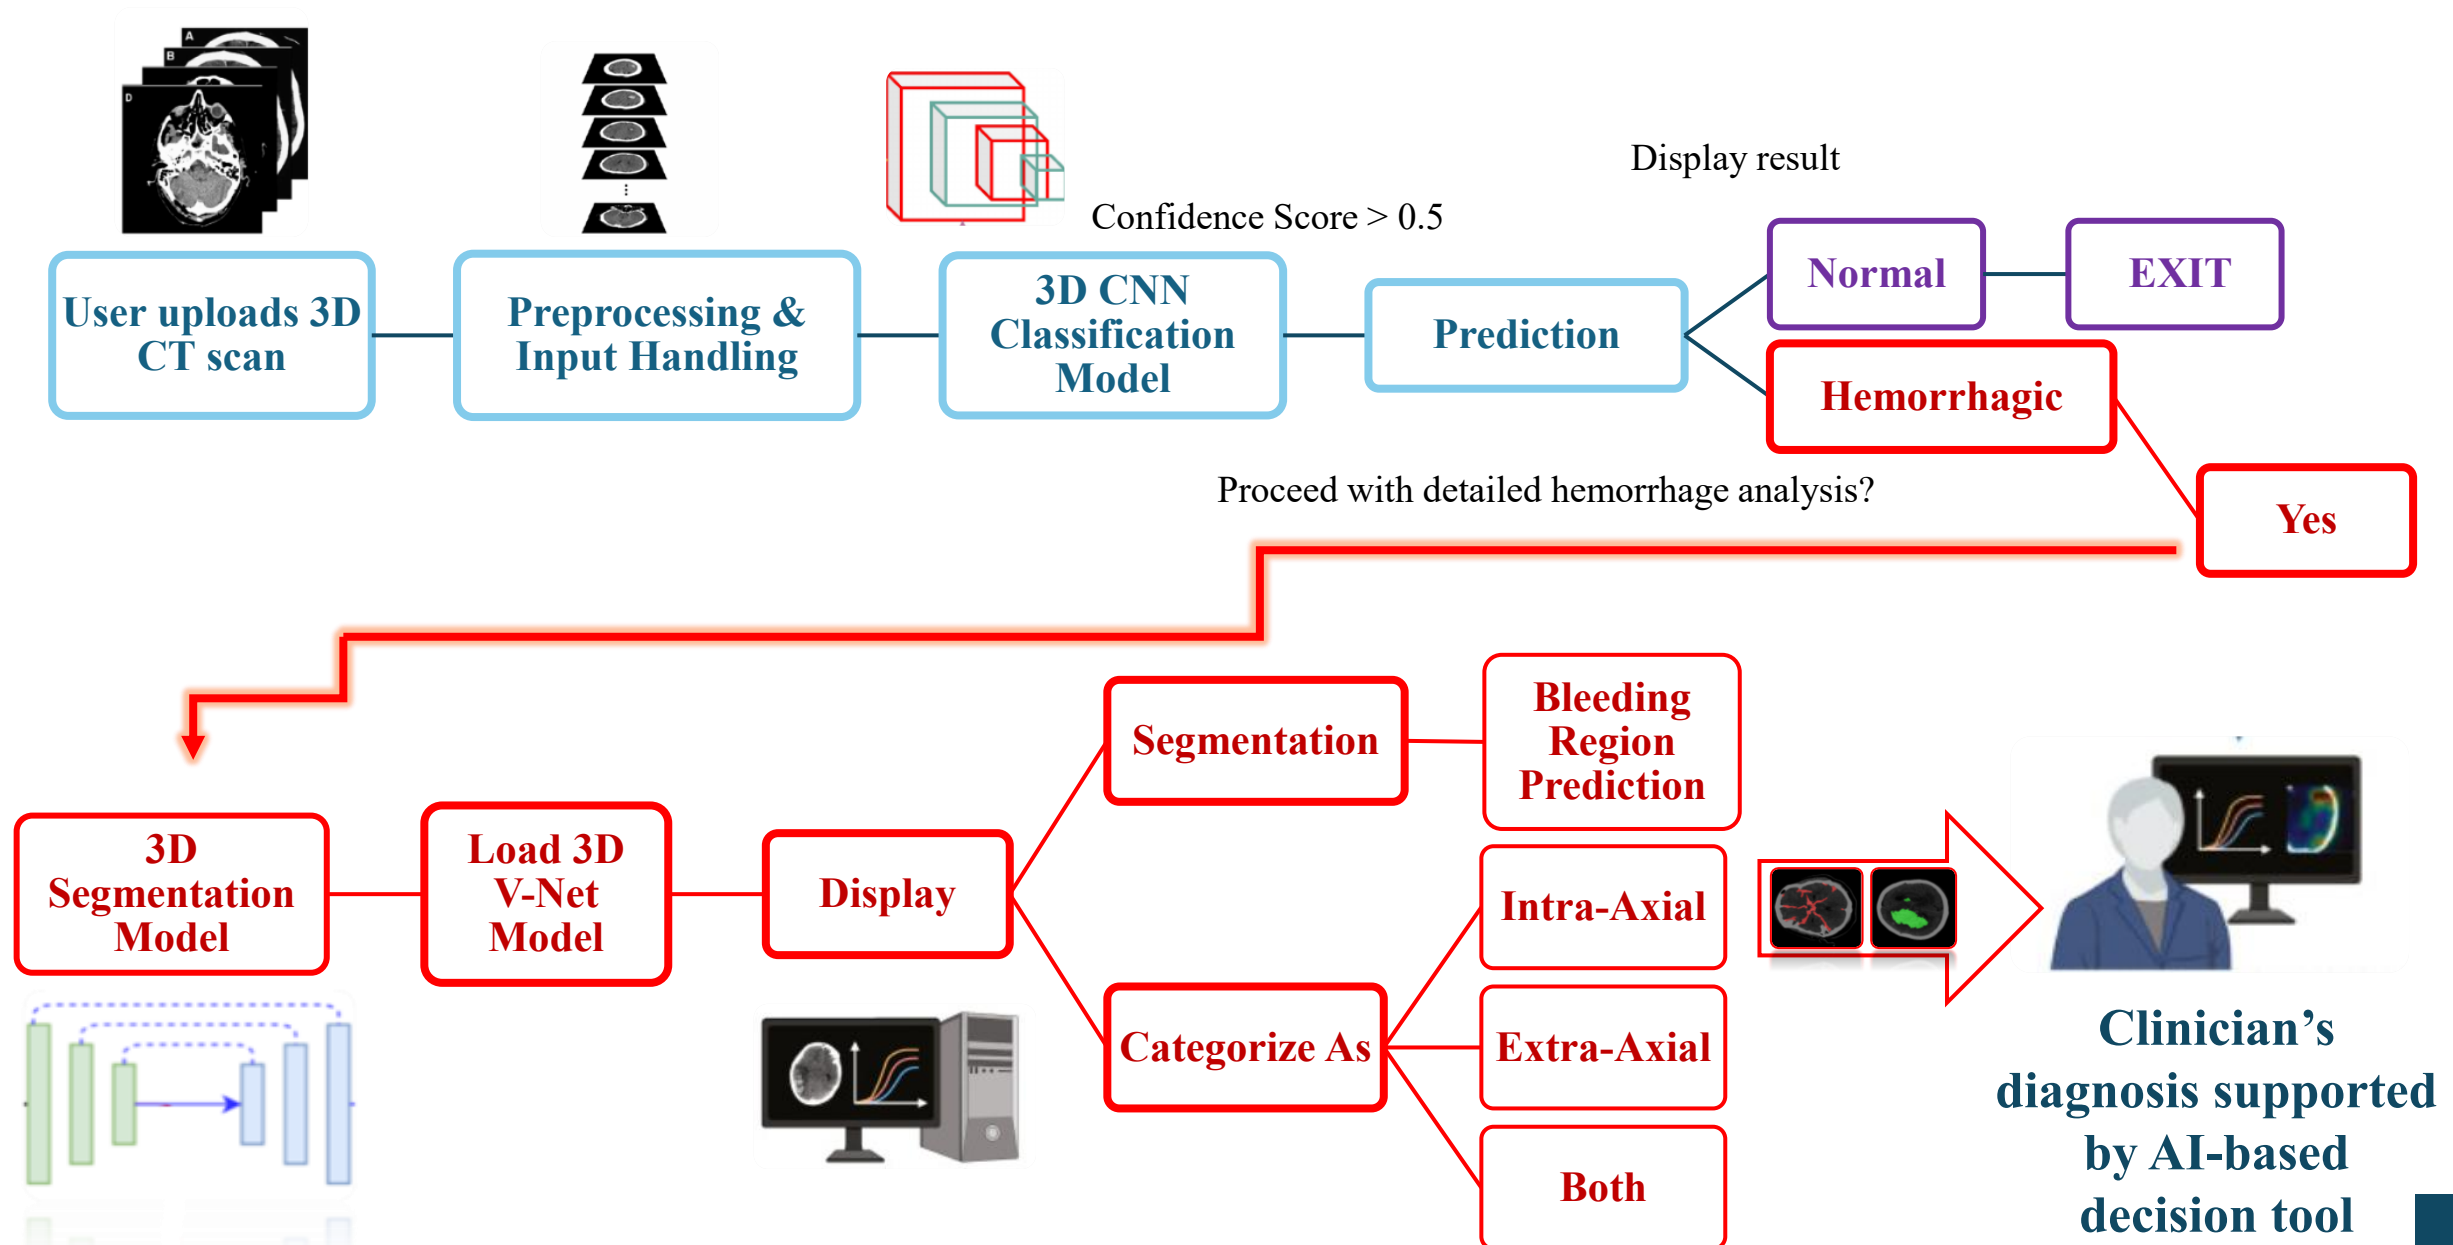 A
B
D
Confidence Score > 0.5
Display result
User uploads 3D
CT scan
Preprocessing &
Input Handling
3D CNN
Classification
Model
Prediction
Normal
EXIT
Hemorrhagic
Proceed with detailed hemorrhage analysis?
Yes
3D
Segmentation
Model
Load 3D
V-Net
Model
Display
Segmentation
Bleeding
Region
Prediction
Categorize As
Intra-Axial
Extra-Axial
Both
Clinician’s
diagnosis supported
by AI-based
decision tool